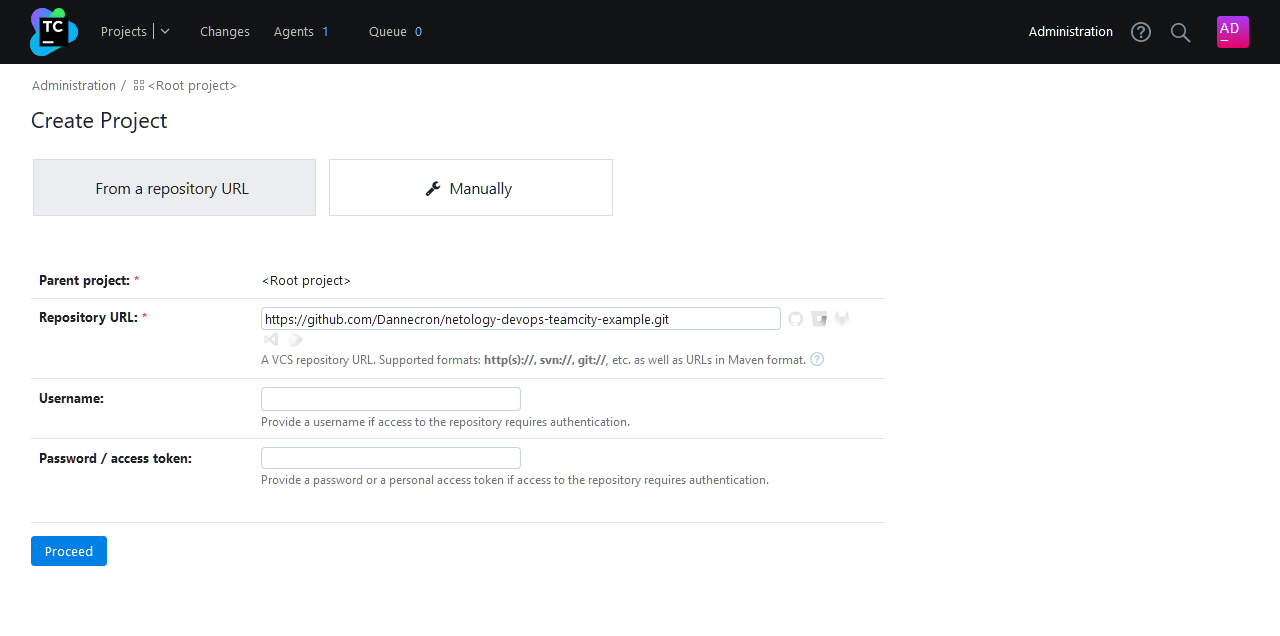 TC Projects Changes Agents 1 Queue 0 Administration AD
Administration / <Root project>
Create Project
From a repository URL Manually
Parent project: * <Root project>
Repository URL: * https://github.com/Dannecron/netology-devops-teamcity-example.git
A VCS repository URL. Supported formats: http(s)://, svn://, git://, etc. as well as URLs in Maven format.
Username:
Provide a username if access to the repository requires authentication.
Password / access token:
Provide a password or a personal access token if access to the repository requires authentication.
Proceed